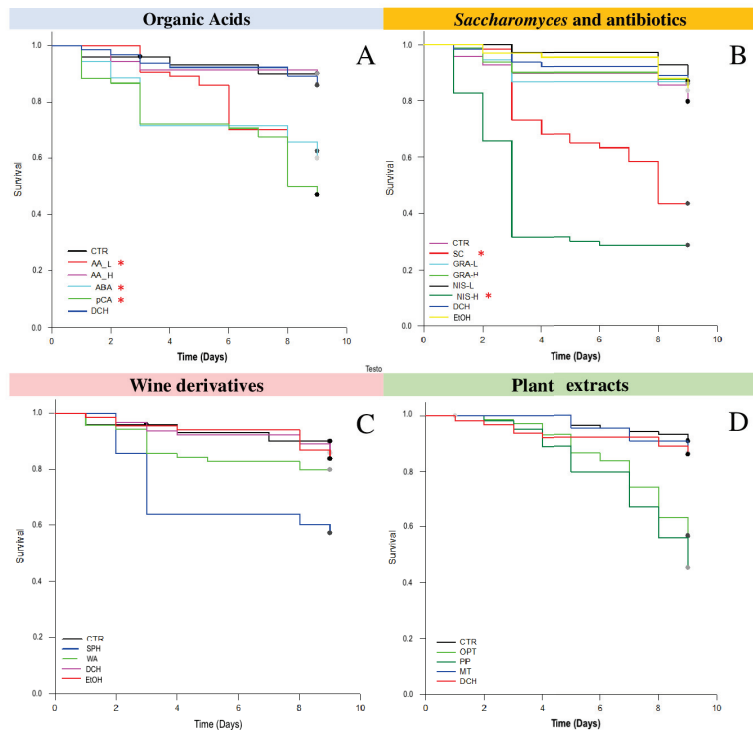 Organic Acids
A
Survival
1.0
0.8
0.6
0.4
0.2
0.0
CTR
AA_L *
AA_H
ABA *
pCA *
DCH
0 2 4 6 8 10
Time (Days)
Saccharomyces and antibiotics
B
Survival
1.0
0.8
0.6
0.4
0.2
0.0
CTR
SC *
GRA-L
GRA-H
NIS-L
NIS-H *
DCH
EtOH
0 2 4 6 8 10
Time (Days)
Testo
Wine derivatives
C
Survival
1.0
0.8
0.6
0.4
0.2
0.0
CTR
SPH
WA
DCH
EtOH
0 2 4 6 8 10
Time (Days)
Plant extracts
D
Survival
1.0
0.8
0.6
0.4
0.2
0.0
CTR
OPT
PIP
MT
DCH
0 2 4 6 8 10
Time (Days)